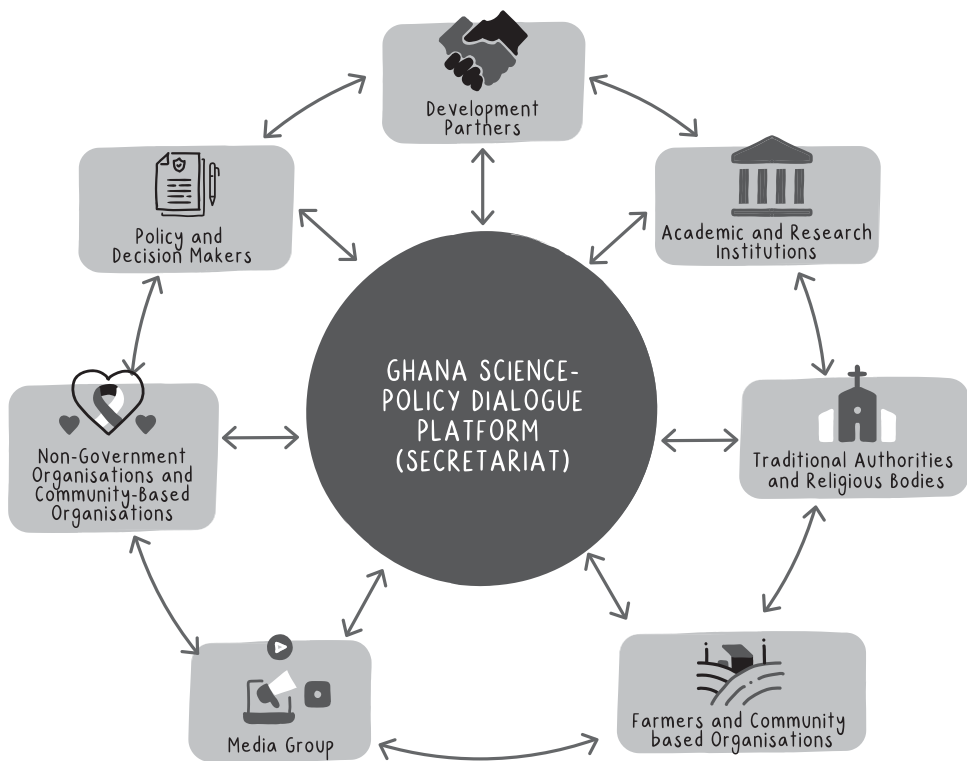 Development
Partners
Policy and
Decision Makers
Academic and Research
Institutions
GHANA SCIENCE-
POLICY DIALOGUE
PLATFORM
(SECRETARIAT)
Non-Government
Organisations and
Community-Based
Organisations
Traditional Authorities
and Religious Bodies
Media Group
Farmers and Community
based Organisations